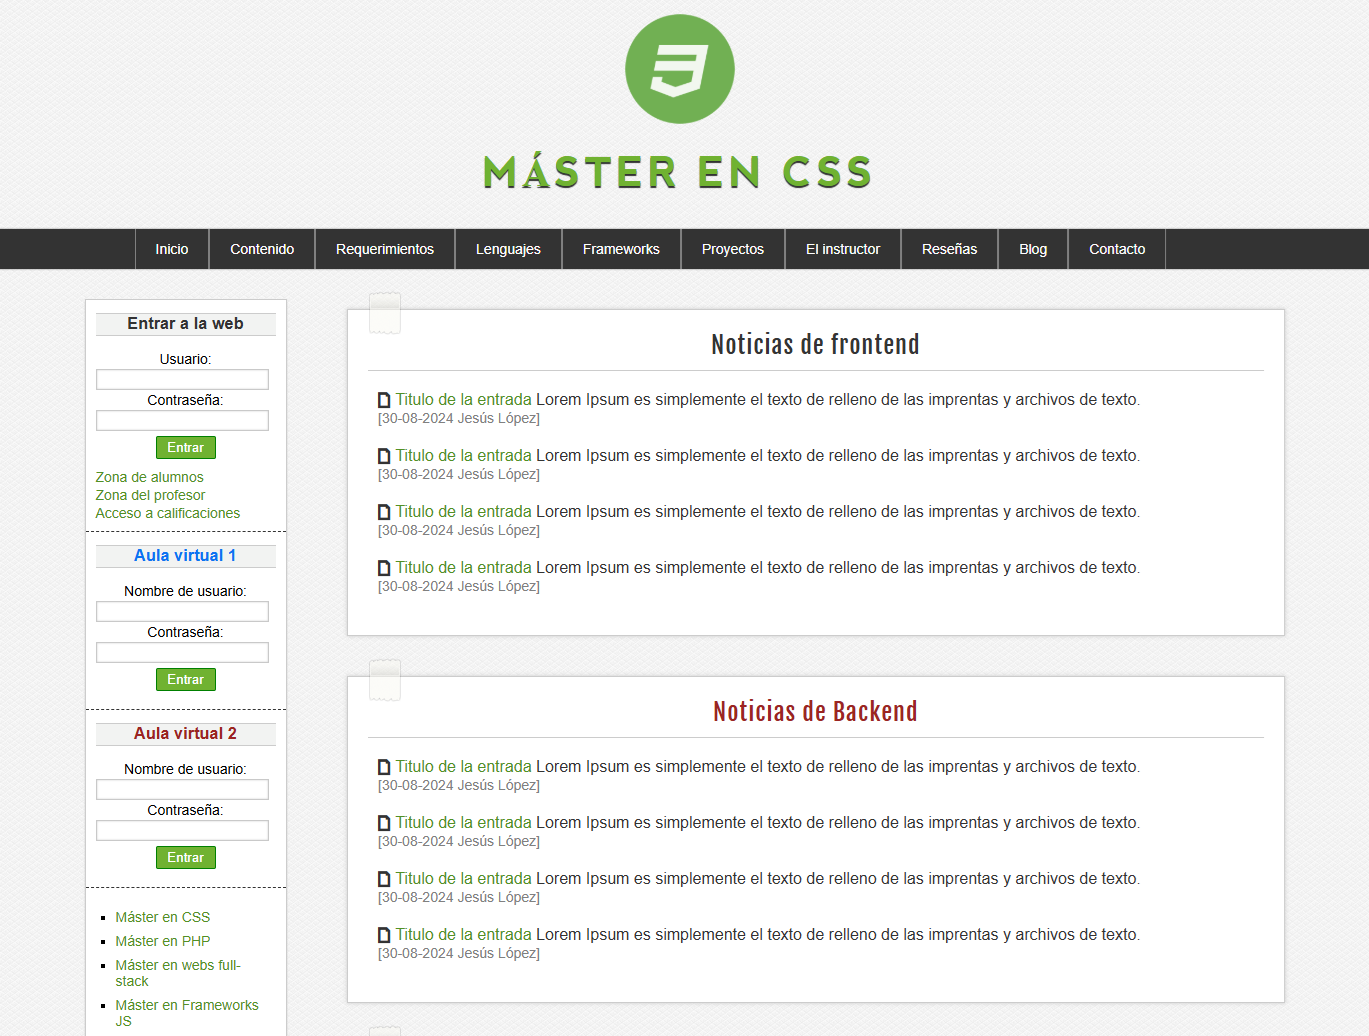 MÁSTER EN CSS
Inicio
Contenido
Requerimientos
Lenguajes
Frameworks
Proyectos
El instructor
Reseñas
Blog
Contacto
Entrar a la web
Usuario:
Contraseña:
Entrar
Zona de alumnos
Zona del profesor
Acceso a calificaciones
Aula virtual 1
Nombre de usuario:
Contraseña:
Entrar
Aula virtual 2
Nombre de usuario:
Contraseña:
Entrar
Máster en CSS
Máster en PHP
Máster en webs full-
stack
Máster en Frameworks
JS
Noticias de frontend
Titulo de la entrada Lorem Ipsum es simplemente el texto de relleno de las imprentas y archivos de texto.
[30-08-2024 Jesús López]
Titulo de la entrada Lorem Ipsum es simplemente el texto de relleno de las imprentas y archivos de texto.
[30-08-2024 Jesús López]
Titulo de la entrada Lorem Ipsum es simplemente el texto de relleno de las imprentas y archivos de texto.
[30-08-2024 Jesús López]
Titulo de la entrada Lorem Ipsum es simplemente el texto de relleno de las imprentas y archivos de texto.
[30-08-2024 Jesús López]
Noticias de Backend
Titulo de la entrada Lorem Ipsum es simplemente el texto de relleno de las imprentas y archivos de texto.
[30-08-2024 Jesús López]
Titulo de la entrada Lorem Ipsum es simplemente el texto de relleno de las imprentas y archivos de texto.
[30-08-2024 Jesús López]
Titulo de la entrada Lorem Ipsum es simplemente el texto de relleno de las imprentas y archivos de texto.
[30-08-2024 Jesús López]
Titulo de la entrada Lorem Ipsum es simplemente el texto de relleno de las imprentas y archivos de texto.
[30-08-2024 Jesús López]